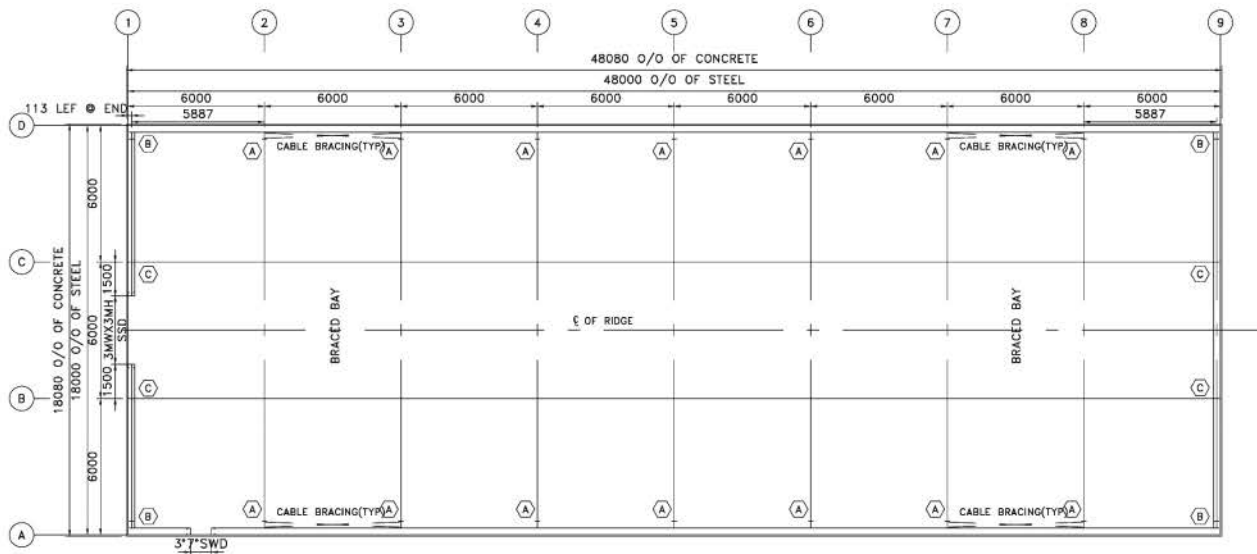 1 2 3 4 5 6 7 8 9
48080 O/O OF CONCRETE
48000 O/O OF STEEL
6000 6000 6000 6000 6000 6000 6000 6000
113 LEF @ END
5887 5887
D
B A A A A A A A B
CABLE BRACING(TYP) CABLE BRACING(TYP)
6000
C
C C
18080 O/O OF CONCRETE
18000 O/O OF STEEL
6000
1500
3MWX3MH
SSD
1500
BRACED BAY
℄ OF RIDGE
BRACED BAY
B
C C
6000
CABLE BRACING(TYP) CABLE BRACING(TYP)
B A A A A A A A B
A
3°7°SWD